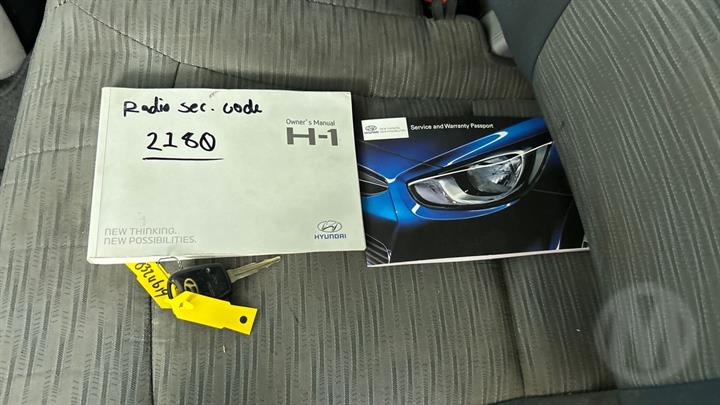 Radio sec. code
2180
Owner's Manual
H-1
NEW THINKING.
NEW POSSIBILITIES.
HYUNDAI
Service and Warranty Passport